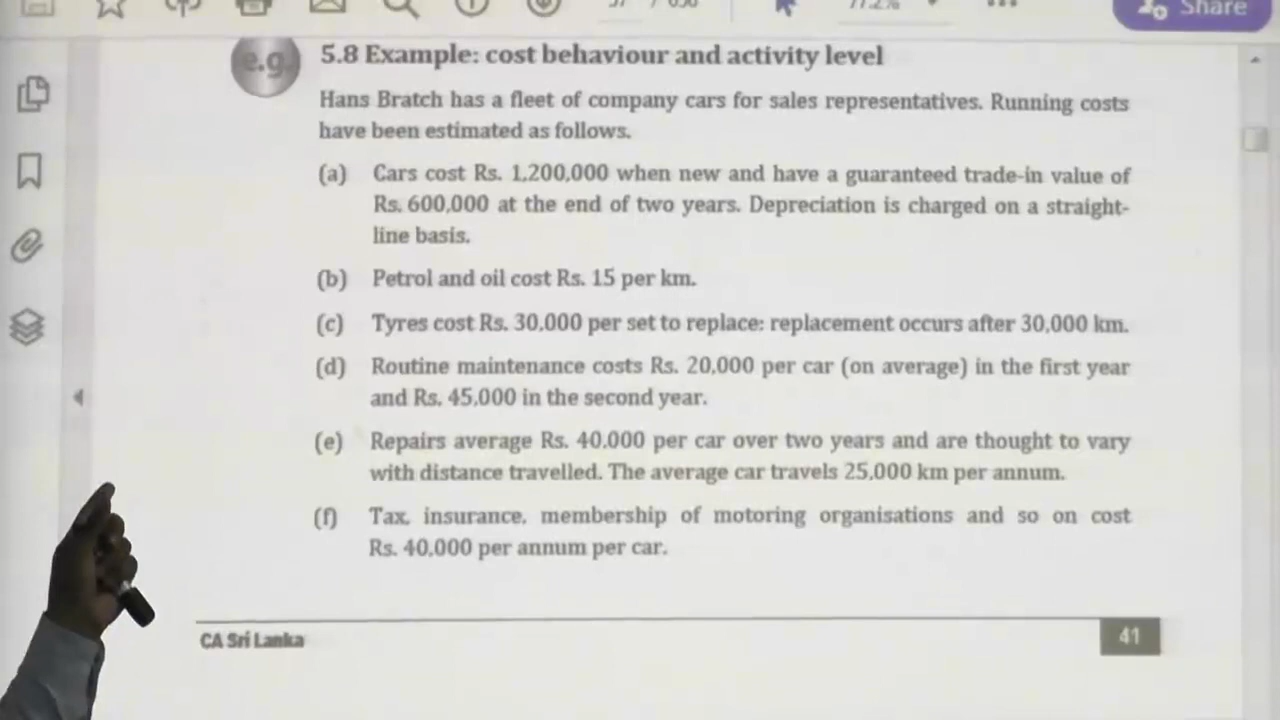 Share
e.g.
5.8 Example: cost behaviour and activity level
Hans Bratch has a fleet of company cars for sales representatives. Running costs
have been estimated as follows.
(a) Cars cost Rs. 1,200,000 when new and have a guaranteed trade-in value of
Rs. 600,000 at the end of two years. Depreciation is charged on a straight-
line basis.
(b) Petrol and oil cost Rs. 15 per km.
(c) Tyres cost Rs. 30,000 per set to replace: replacement occurs after 30,000 km.
(d) Routine maintenance costs Rs. 20,000 per car (on average) in the first year
and Rs. 45,000 in the second year.
(e) Repairs average Rs. 40,000 per car over two years and are thought to vary
with distance travelled. The average car travels 25,000 km per annum.
(f) Tax, insurance, membership of motoring organisations and so on cost
Rs. 40,000 per annum per car.
CA Sri Lanka
41